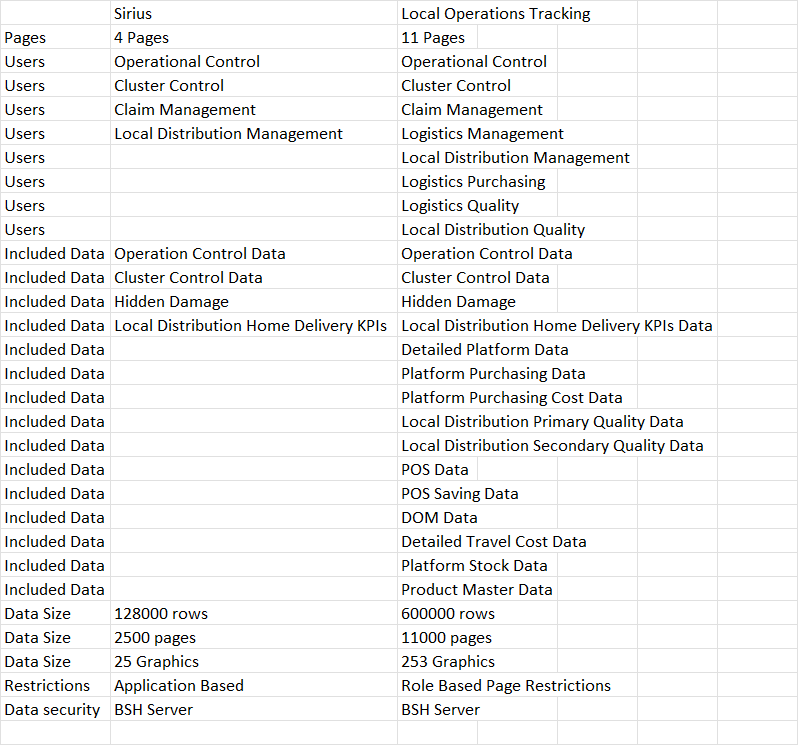 Sirius Local Operations Tracking
Pages 4 Pages 11 Pages
Users Operational Control Operational Control
Users Cluster Control Cluster Control
Users Claim Management Claim Management
Users Local Distribution Management Logistics Management
Users Local Distribution Management
Users Logistics Purchasing
Users Logistics Quality
Users Local Distribution Quality
Included Data Operation Control Data Operation Control Data
Included Data Cluster Control Data Cluster Control Data
Included Data Hidden Damage Hidden Damage
Included Data Local Distribution Home Delivery KPIs Local Distribution Home Delivery KPIs Data
Included Data Detailed Platform Data
Included Data Platform Purchasing Data
Included Data Platform Purchasing Cost Data
Included Data Local Distribution Primary Quality Data
Included Data Local Distribution Secondary Quality Data
Included Data POS Data
Included Data POS Saving Data
Included Data DOM Data
Included Data Detailed Travel Cost Data
Included Data Platform Stock Data
Included Data Product Master Data
Data Size 128000 rows 600000 rows
Data Size 2500 pages 11000 pages
Data Size 25 Graphics 253 Graphics
Restrictions Application Based Role Based Page Restrictions
Data security BSH Server BSH Server